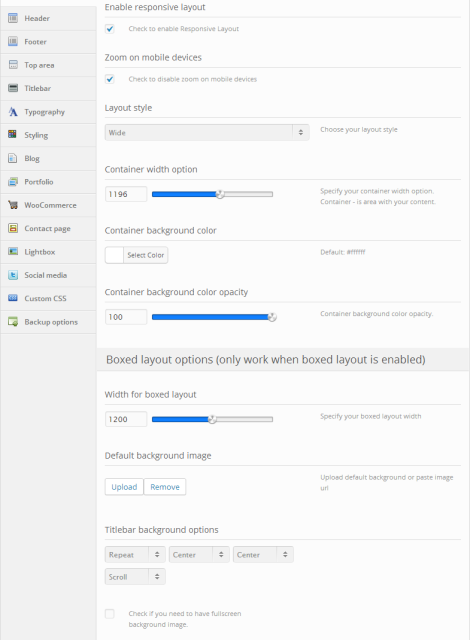 Header
Footer
Top area
Titlebar
Typography
Styling
Blog
Portfolio
WooCommerce
Contact page
Lightbox
Social media
Custom CSS
Backup options
Enable responsive layout
Check to enable Responsive Layout
Zoom on mobile devices
Check to disable zoom on mobile devices
Layout style
Wide
Choose your layout style
Container width option
1196
Specify your container width option.
Container - is area with your content.
Container background color
Select Color
Default: #ffffff
Container background color opacity
100
Container background color opacity.
Boxed layout options (only work when boxed layout is enabled)
Width for boxed layout
1200
Specify your boxed layout width
Default background image
Upload Remove
Upload default background or paste image
url
Titlebar background options
Repeat Center Center
Scroll
Check if you need to have fullscreen
background image.